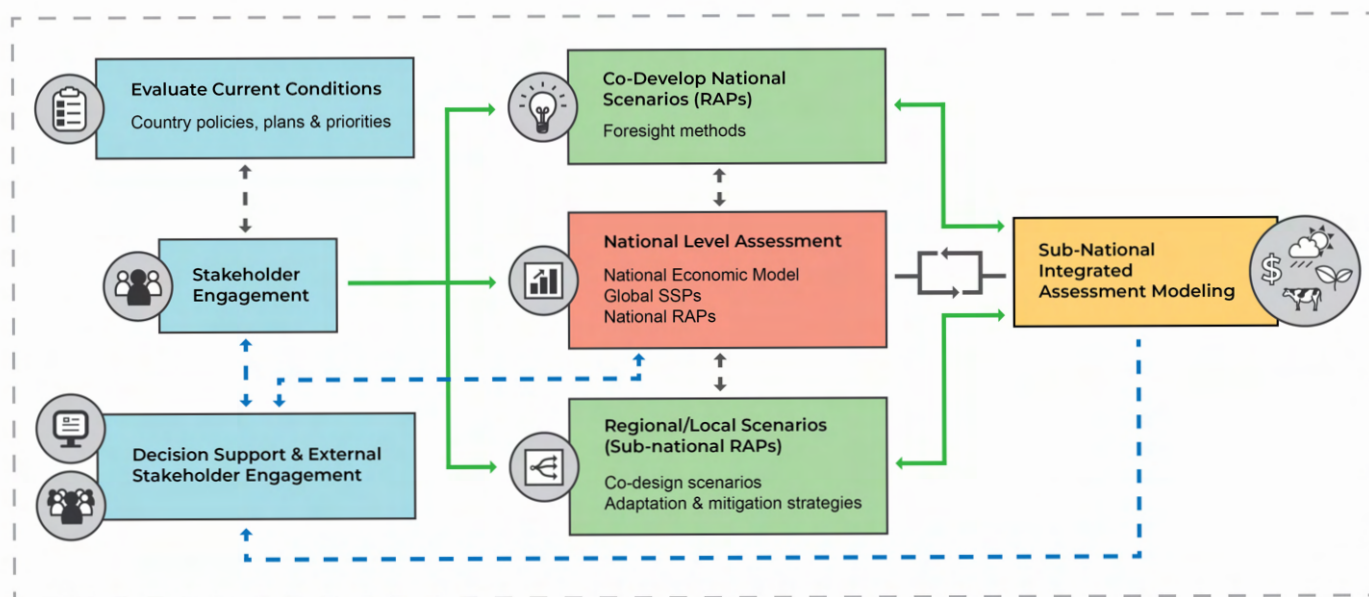 Evaluate Current Conditions
Country policies, plans & priorities
Stakeholder
Engagement
Decision Support & External
Stakeholder Engagement
Co-Develop National
Scenarios (RAPs)
Foresight methods
National Level Assessment
National Economic Model
Global SSPs
National RAPs
Regional/Local Scenarios
(Sub-national RAPs)
Co-design scenarios
Adaptation & mitigation strategies
Sub-National
Integrated
Assessment Modeling
$